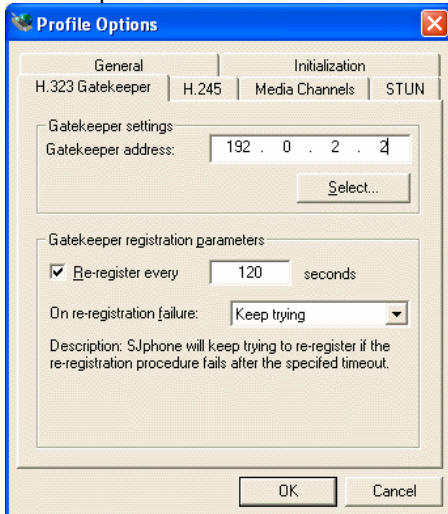 Profile Options
General Initialization
H.323 Gatekeeper H.245 Media Channels STUN
Gatekeeper settings
Gatekeeper address: 192 . 0 . 2 . 2
Select...
Gatekeeper registration parameters
Re-register every 120 seconds
On re-registration failure: Keep trying
Description: SJphone will keep trying to re-register if the
re-registration procedure fails after the specifed timeout.
OK Cancel